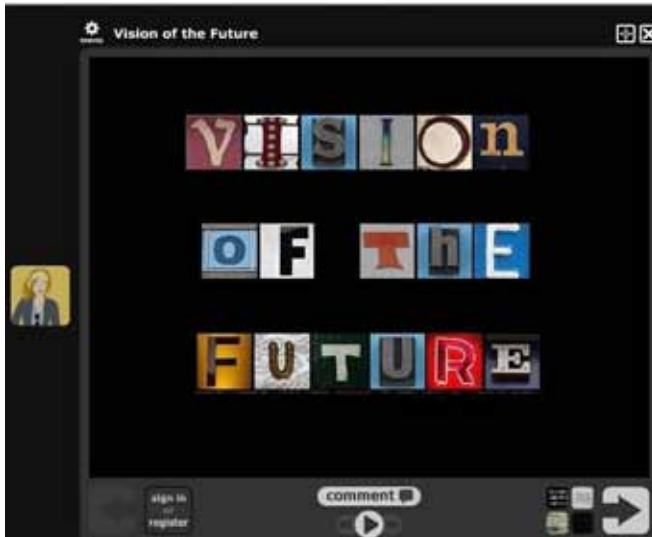 Vision of the Future
VISIOn
oF ThE
FUTURE
comment
sign in
or
register